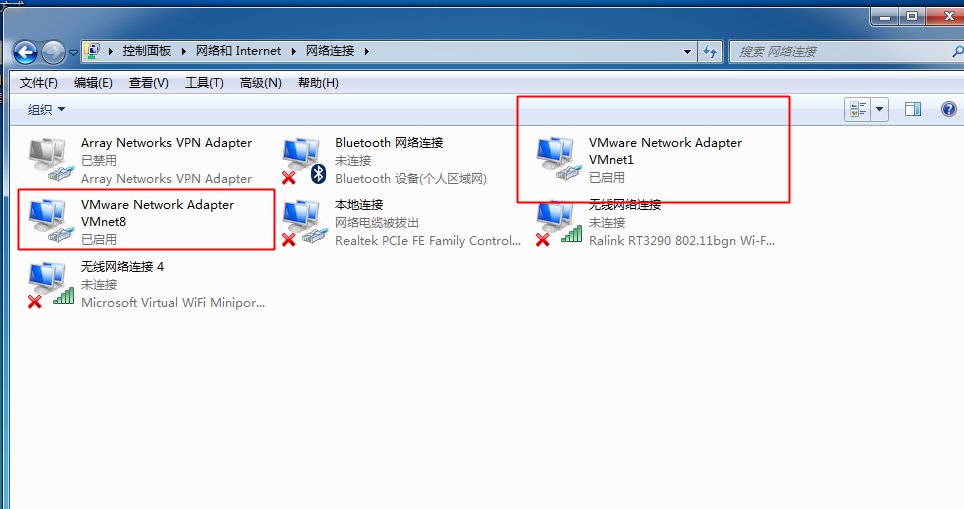 控制面板 ▸ 网络和 Internet ▸ 网络连接 ▸
搜索 网络连接
文件(F) 编辑(E) 查看(V) 工具(T) 高级(N) 帮助(H)
组织
Array Networks VPN Adapter
已禁用
Array Networks VPN Adapter
Bluetooth 网络连接
未连接
Bluetooth 设备(个人区域网)
VMware Network Adapter
VMnet1
已启用
VMware Network Adapter
VMnet8
已启用
本地连接
网络电缆被拔出
Realtek PCIe FE Family Control...
无线网络连接
未连接
Ralink RT3290 802.11bgn Wi-F...
无线网络连接 4
未连接
Microsoft Virtual WiFi Minipor...